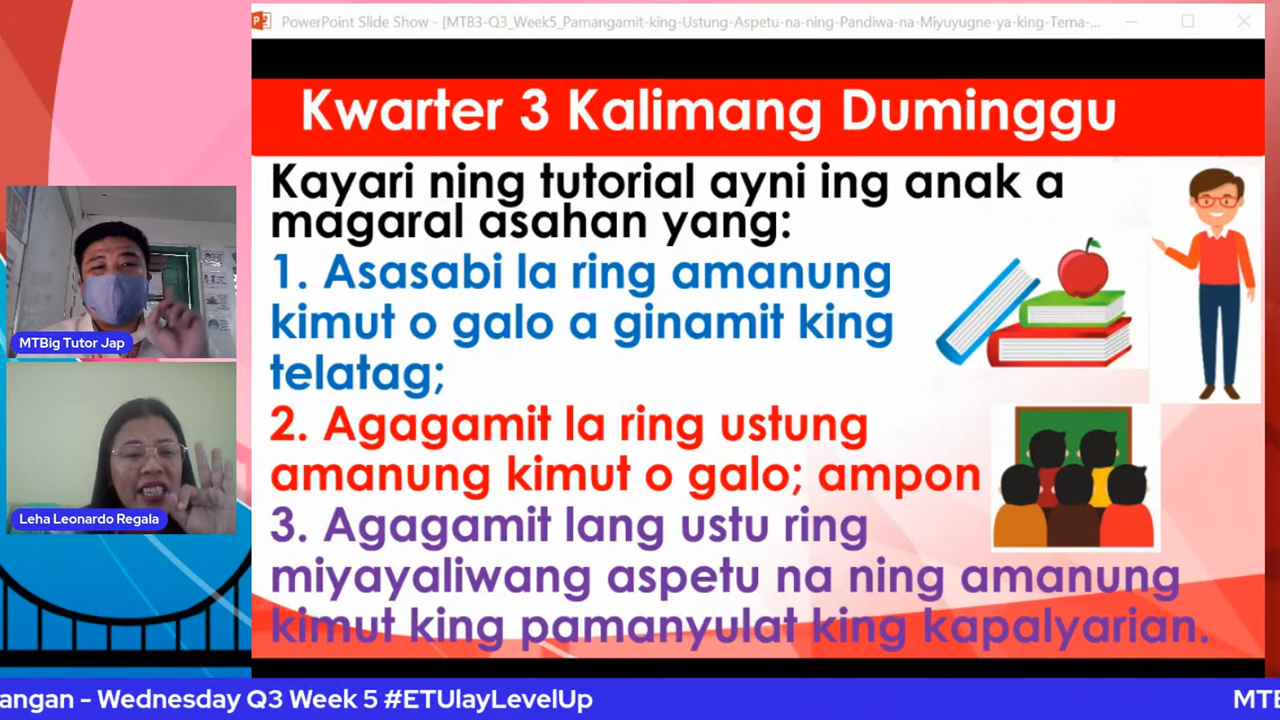 PowerPoint Slide Show - [MTB3-Q3_Week5_Pamangamit-king-Ustung-Aspetu-na-ning-Pandiwa-na-Miyuyugne-ya-king-Tema-...
Kwarter 3 Kalimang Duminggu
Kayari ning tutorial ayni ing anak a
magaral asahan yang:
1. Asasabi la ring amanung
kimut o galo a ginamit king
telatag;
2. Agagamit la ring ustung
amanung kimut o galo; ampon
3. Agagamit lang ustu ring
miyayaliwang aspetu na ning amanung
kimut king pamanyulat king kapalyarian.
MTBig Tutor Jap
Leha Leonardo Regala
angan - Wednesday Q3 Week 5 #ETUlayLevelUp
MTB